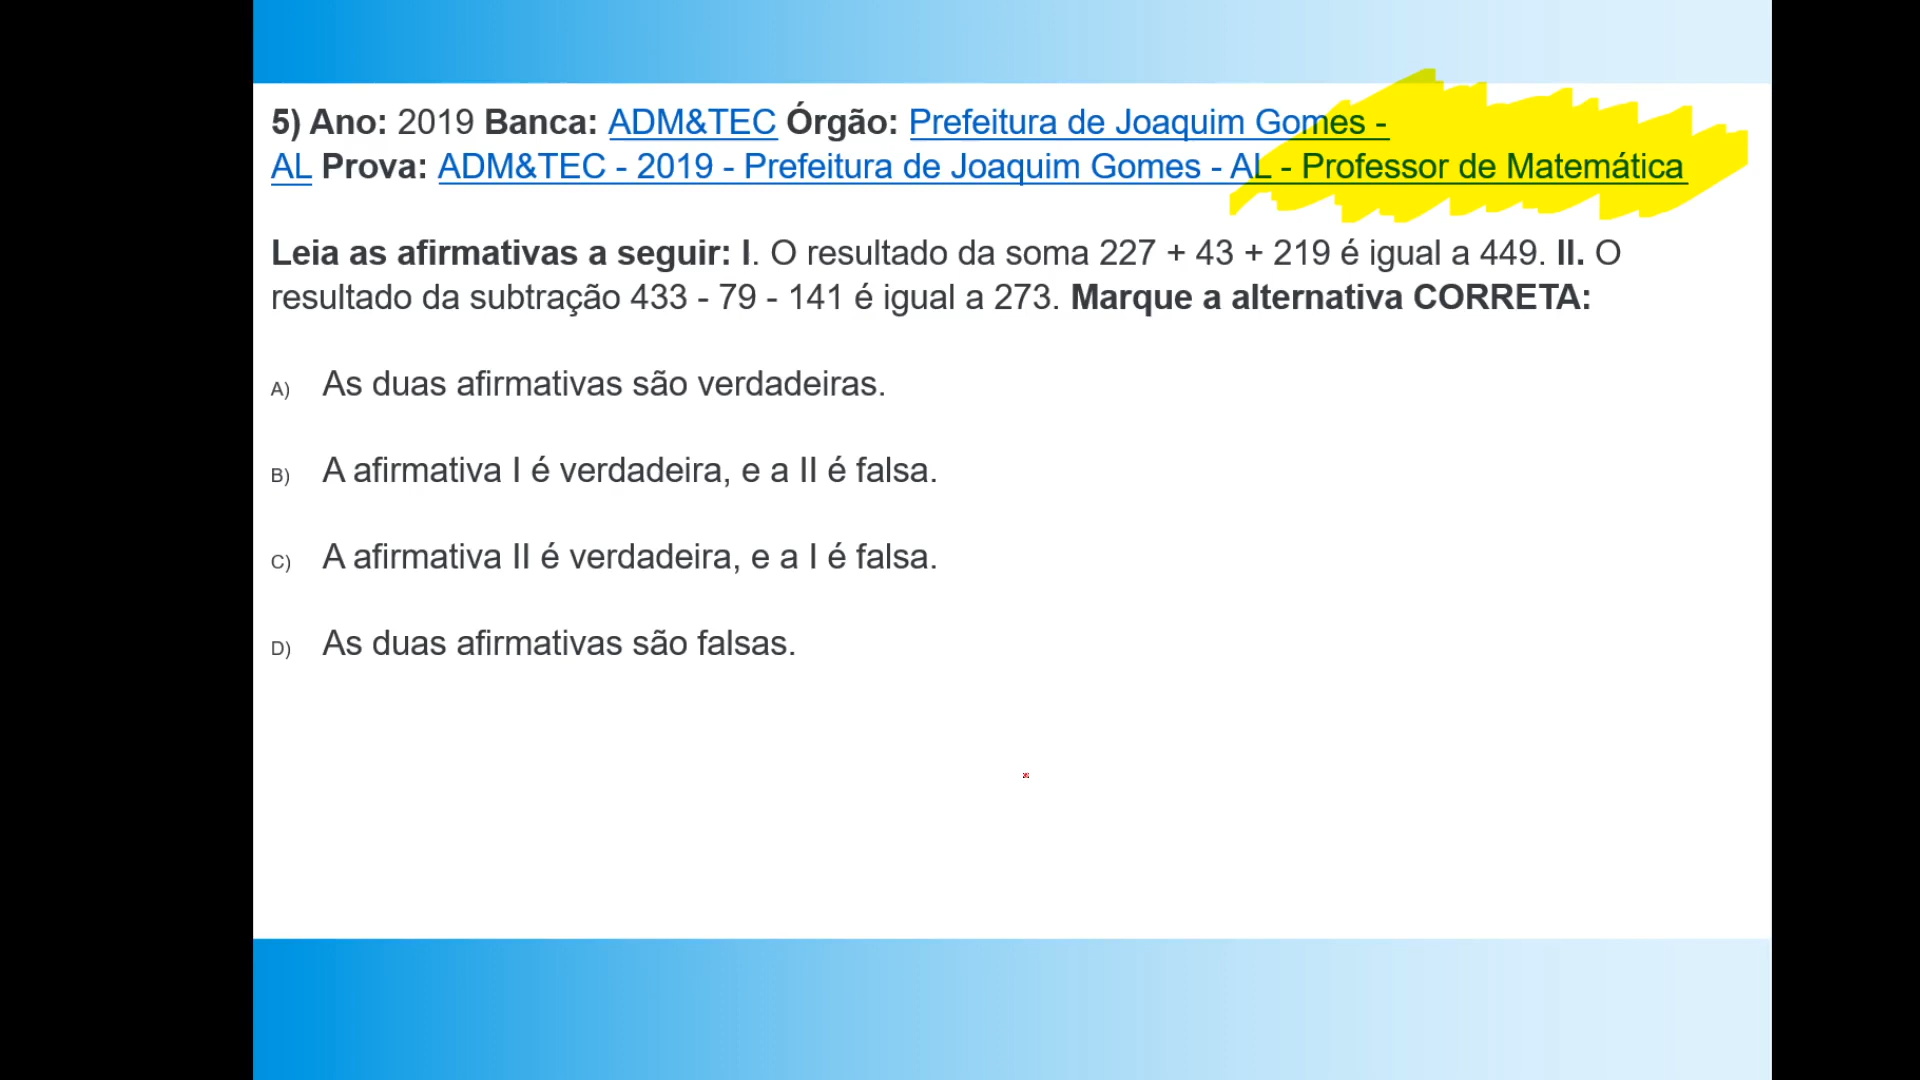 5) Ano: 2019 Banca: ADM&TEC Órgão: Prefeitura de Joaquim Gomes -
AL Prova: ADM&TEC - 2019 - Prefeitura de Joaquim Gomes - AL - Professor de Matemática
Leia as afirmativas a seguir: I. O resultado da soma 227 + 43 + 219 é igual a 449. II. O
resultado da subtração 433 - 79 - 141 é igual a 273. Marque a alternativa CORRETA:
A) As duas afirmativas são verdadeiras.
B) A afirmativa I é verdadeira, e a II é falsa.
C) A afirmativa II é verdadeira, e a I é falsa.
D) As duas afirmativas são falsas.